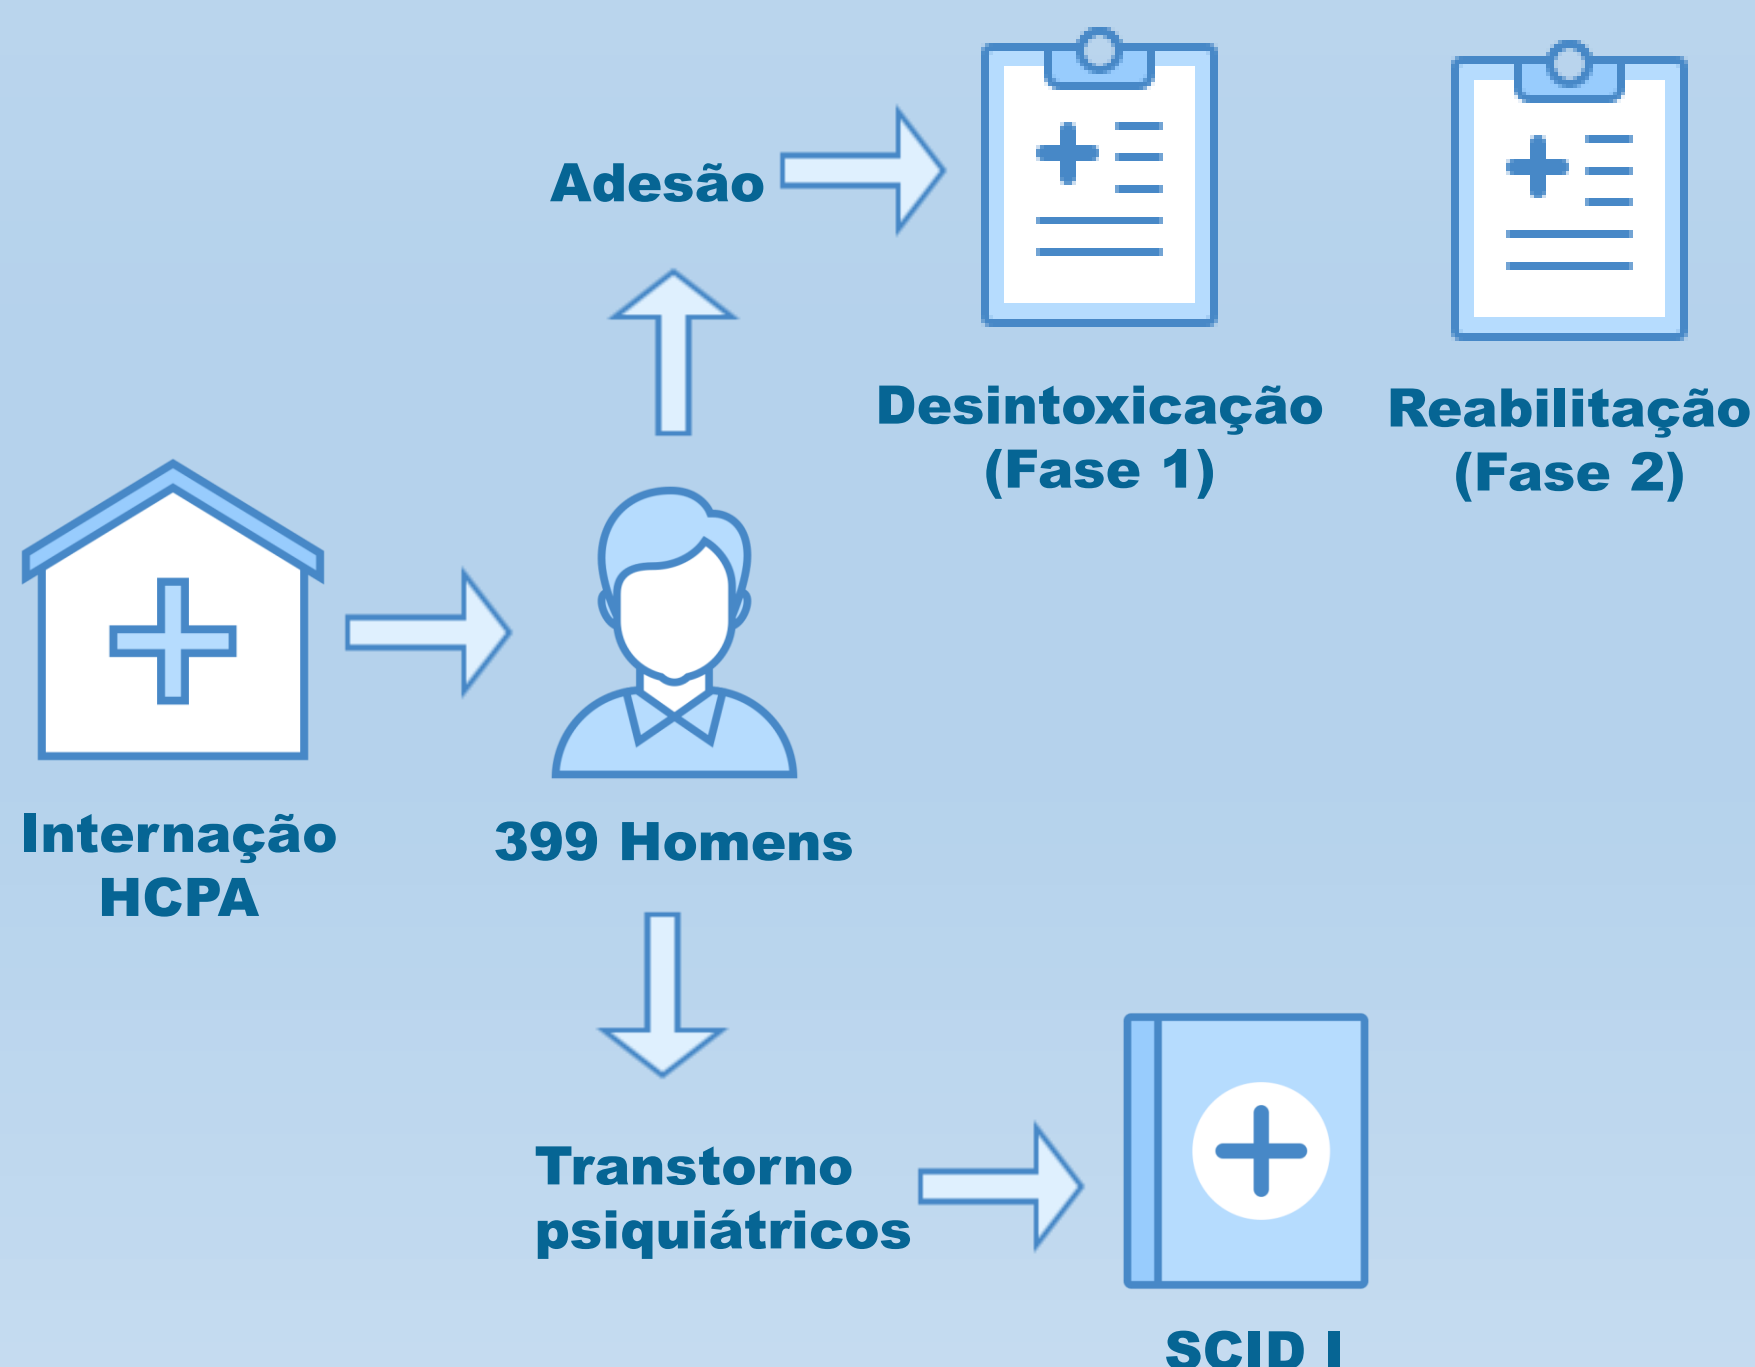 Adesão
Desintoxicação
(Fase 1)
Reabilitação
(Fase 2)
Internação
HCPA
399 Homens
Transtorno
psiquiátricos
SCID I